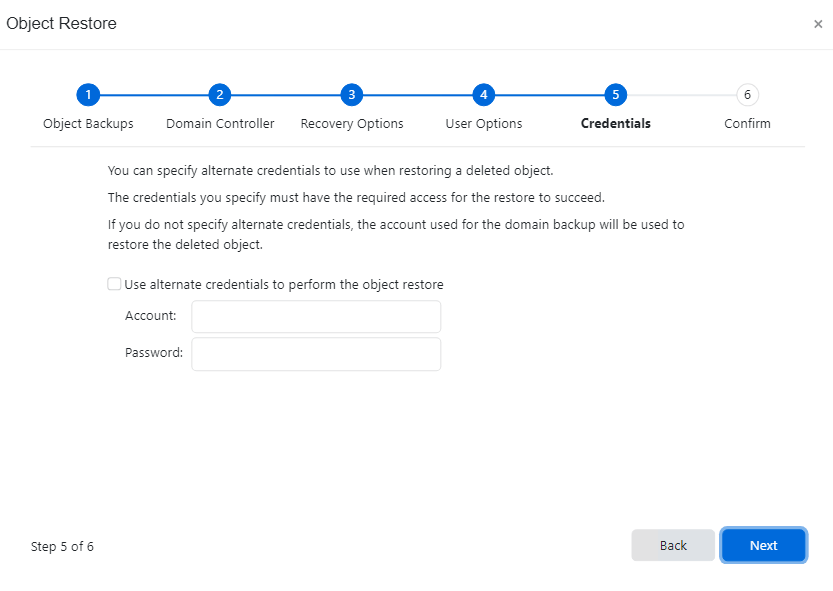 Object Restore
×
1 2 3 4 5 6
Object Backups Domain Controller Recovery Options User Options Credentials Confirm
You can specify alternate credentials to use when restoring a deleted object.
The credentials you specify must have the required access for the restore to succeed.
If you do not specify alternate credentials, the account used for the domain backup will be used to
restore the deleted object.
Use alternate credentials to perform the object restore
Account:
Password:
Step 5 of 6 Back Next